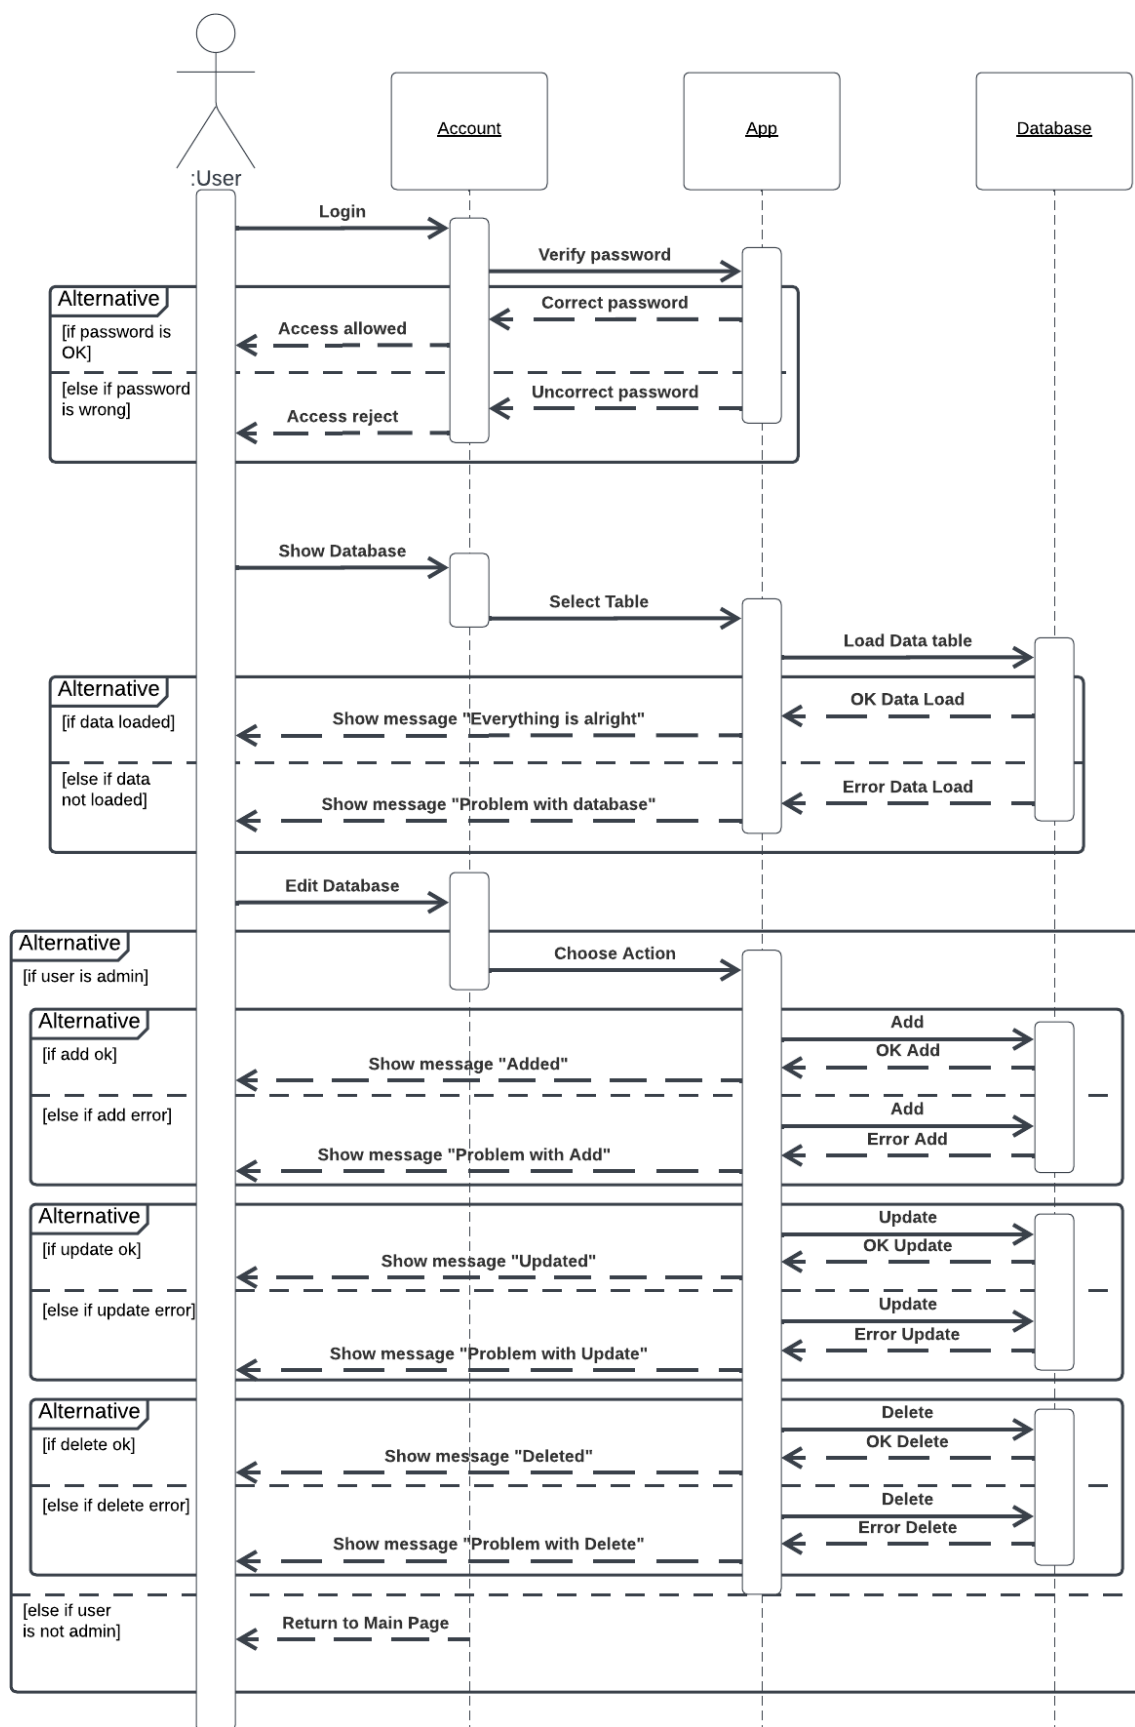 :User
Account
App
Database
Login
Verify password
Alternative
Correct password
[if password is
OK]
Access allowed
[else if password
is wrong]
Uncorrect password
Access reject
Show Database
Select Table
Load Data table
Alternative
[if data loaded]
OK Data Load
Show message "Everything is alright"
[else if data
not loaded]
Error Data Load
Show message "Problem with database"
Edit Database
Alternative
[if user is admin]
Choose Action
Alternative
Add
[if add ok]
OK Add
Show message "Added"
[else if add error]
Add
Error Add
Show message "Problem with Add"
Alternative
Update
[if update ok]
OK Update
Show message "Updated"
[else if update error]
Update
Error Update
Show message "Problem with Update"
Alternative
Delete
[if delete ok]
OK Delete
Show message "Deleted"
[else if delete error]
Delete
Error Delete
Show message "Problem with Delete"
[else if user
is not admin]
Return to Main Page